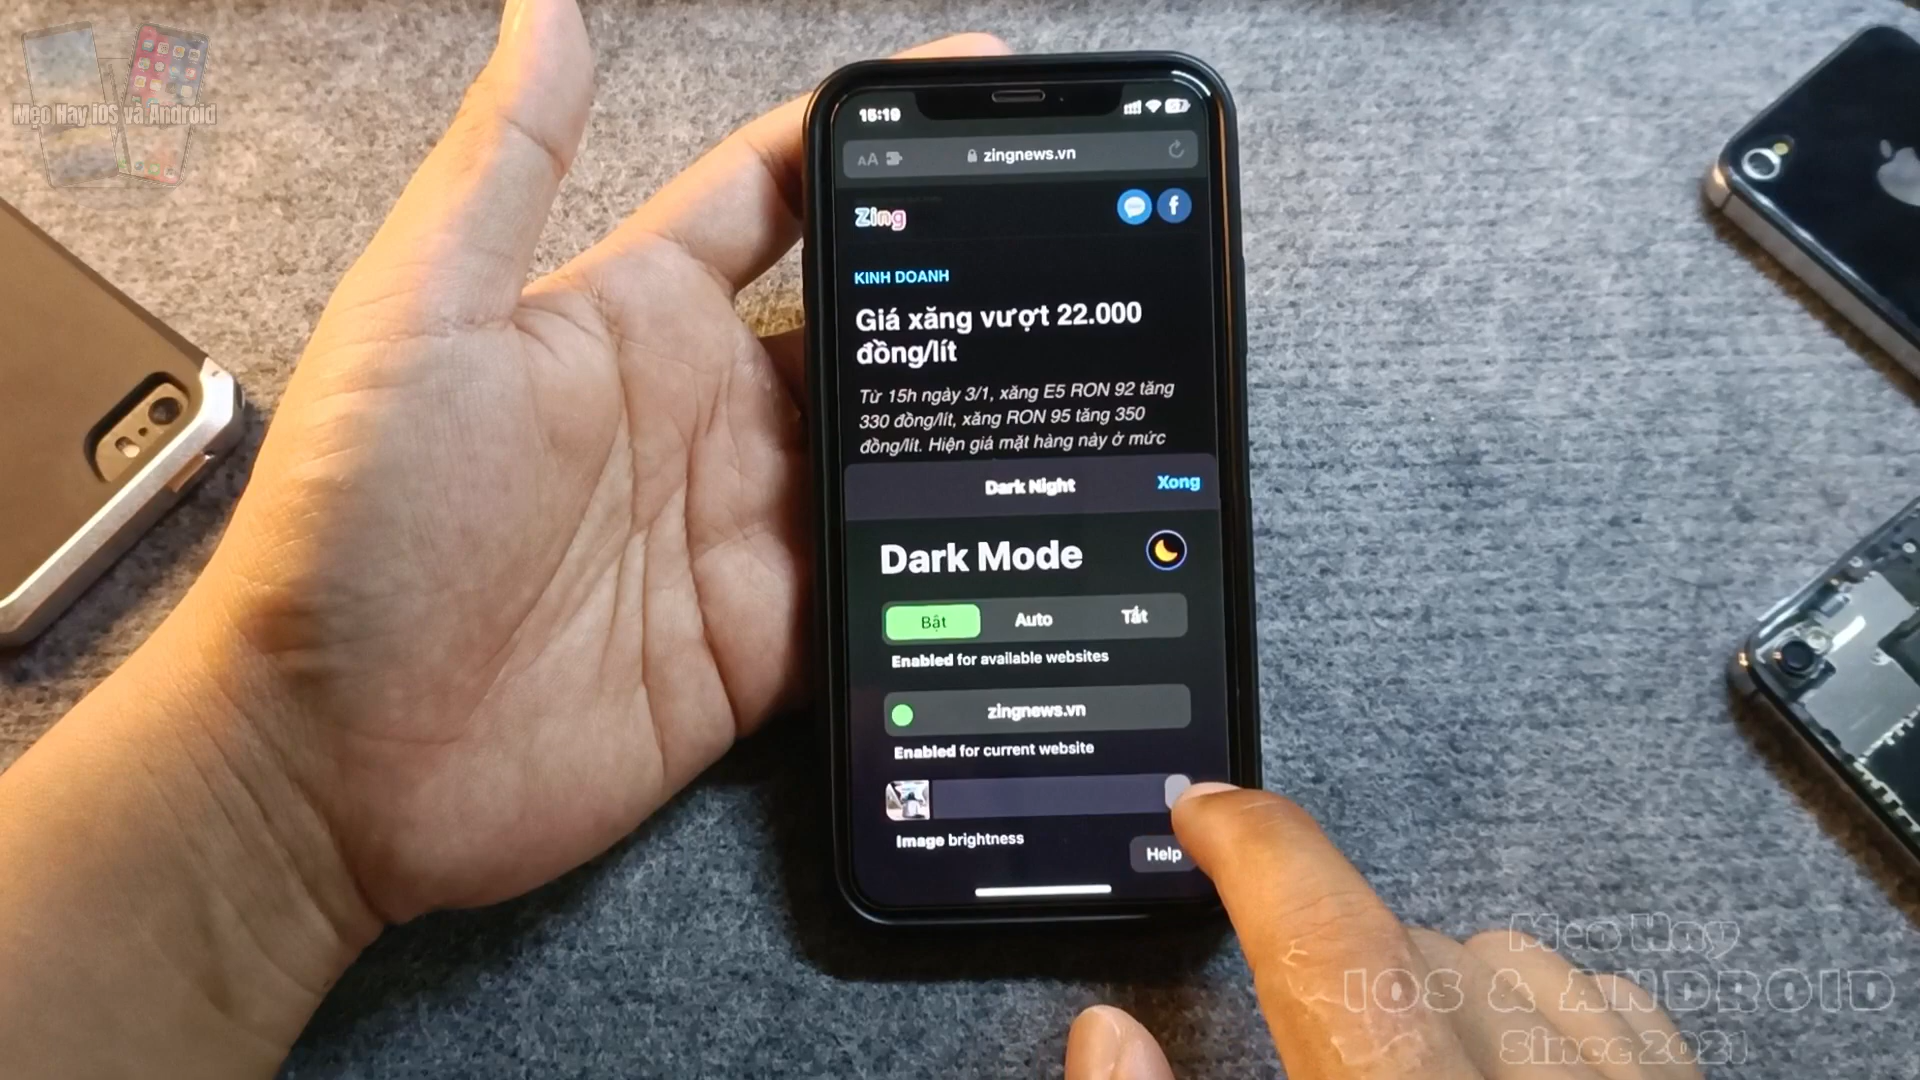 Mẹo Hay iOS và Android
15:19
27
AA
zingnews.vn
Zing
KINH DOANH
Giá xăng vượt 22.000
đồng/lít
Từ 15h ngày 3/1, xăng E5 RON 92 tăng
330 đồng/lít, xăng RON 95 tăng 350
đồng/lít. Hiện giá mặt hàng này ở mức
Dark Night
Xong
Dark Mode
Bật
Auto
Tắt
Enabled for available websites
zingnews.vn
Enabled for current website
Image brightness
Help
Mẹo Hay
IOS & ANDROID
Since 2021